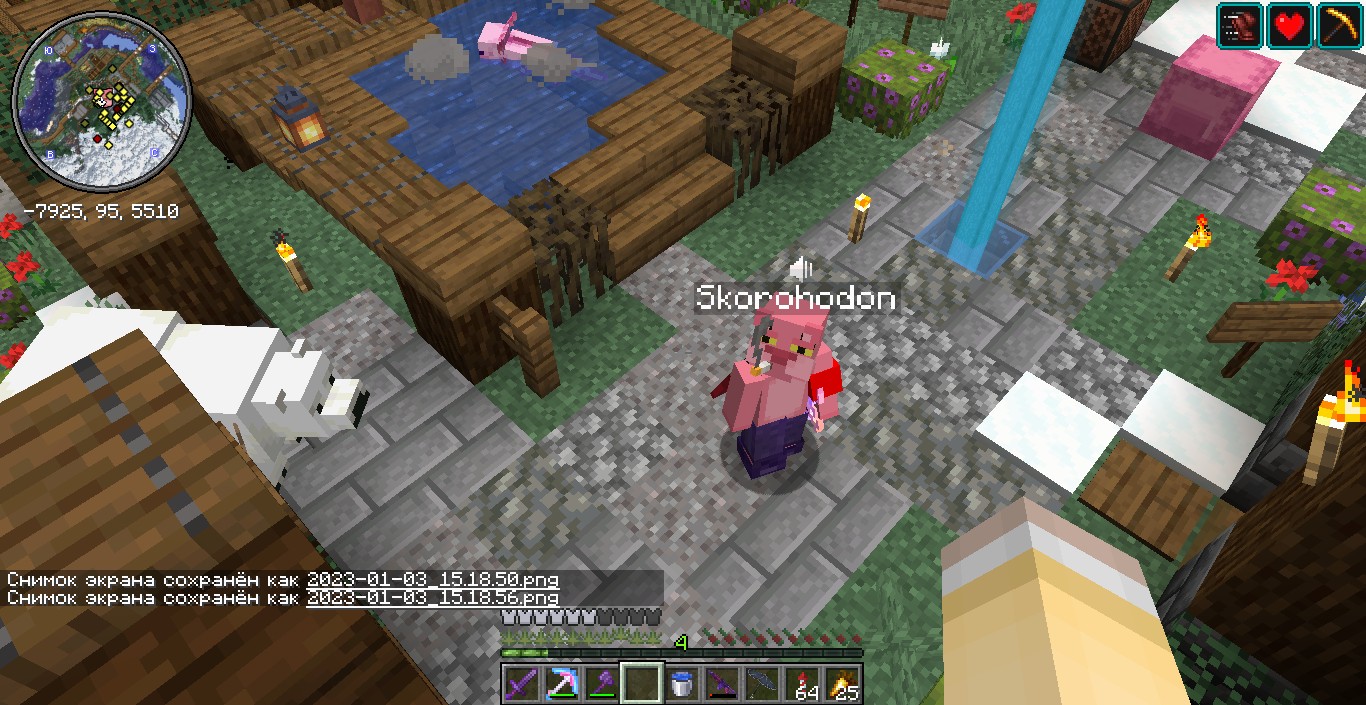 Ю
З
В
С
-7925, 95, 5510
Skorohodon
Снимок экрана сохранён как 2023-01-03_15.18.50.png
Снимок экрана сохранён как 2023-01-03_15.18.56.png
4
64
25